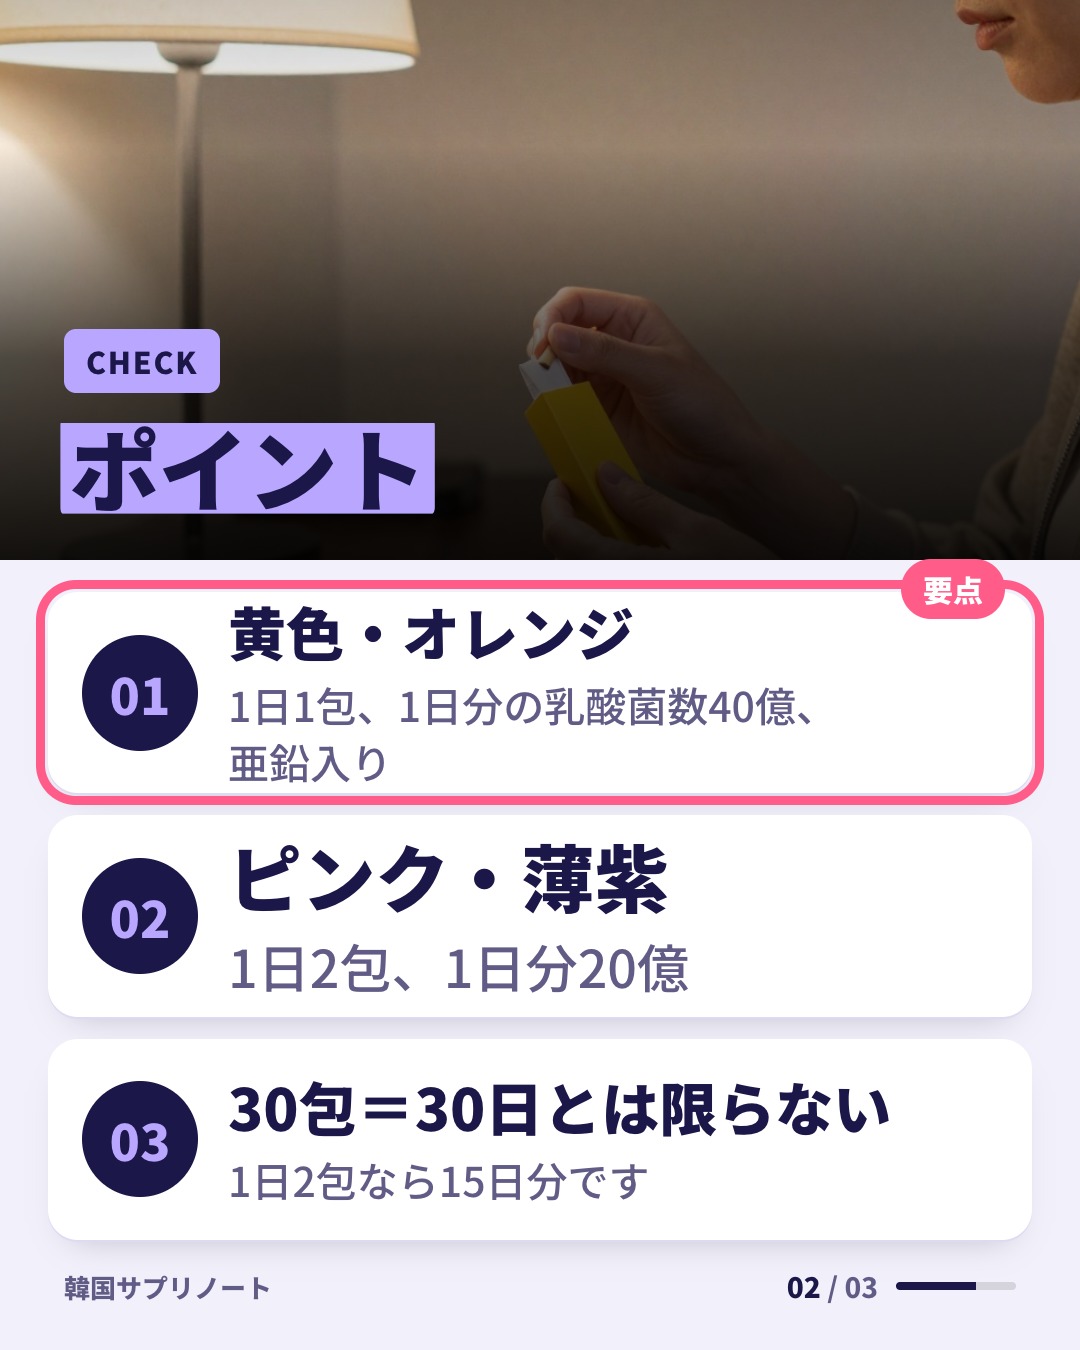 CHECK
ポイント
要点
01
黄色・オレンジ
1日1包、1日分の乳酸菌数40億、
亜鉛入り
02
ピンク・薄紫
1日2包、1日分20億
03
30包＝30日とは限らない
1日2包なら15日分です
韓国サプリノート
02 / 03